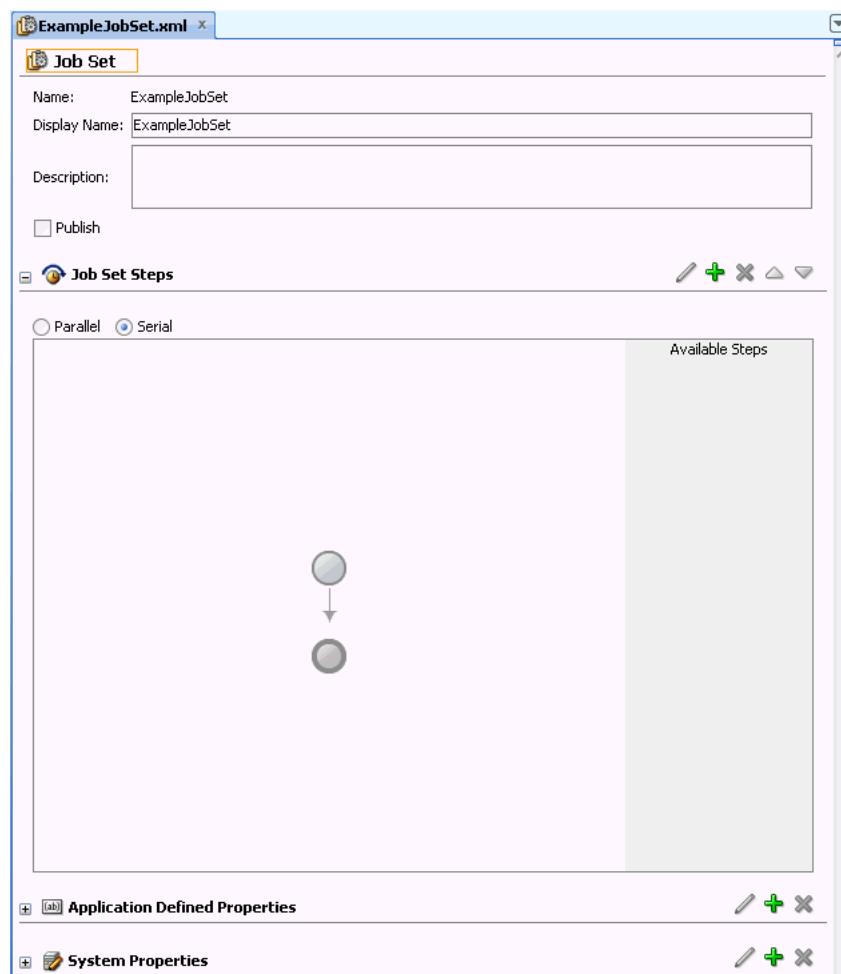 ExampleJobSet.xml x
Job Set
Name: ExampleJobSet
Display Name: ExampleJobSet
Description:
Publish
Job Set Steps
Parallel Serial
Available Steps
(ab) Application Defined Properties
System Properties